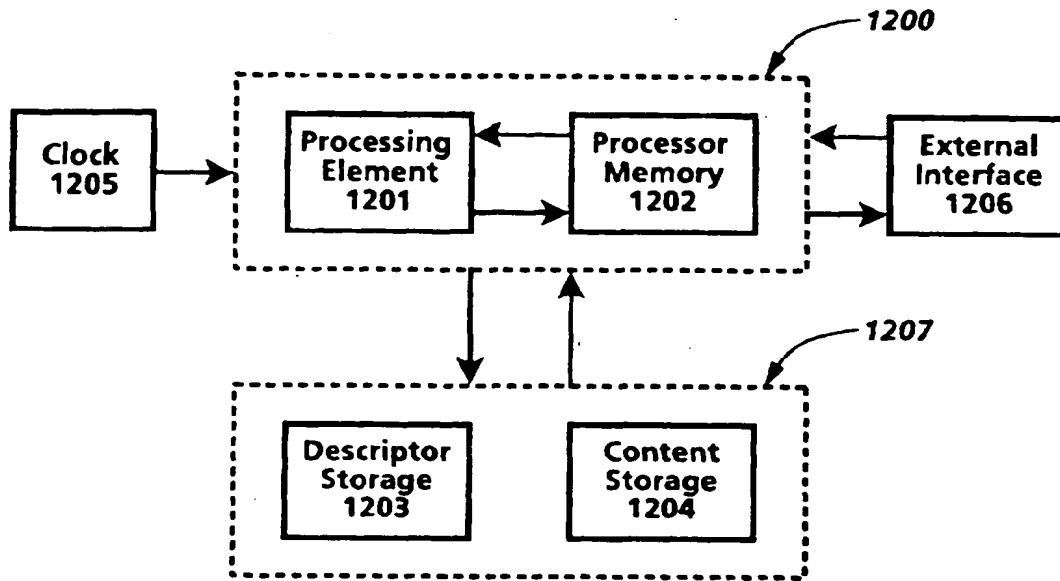 1200
Clock
1205
Processing
Element
1201
Processor
Memory
1202
External
Interface
1206
1207
Descriptor
Storage
1203
Content
Storage
1204